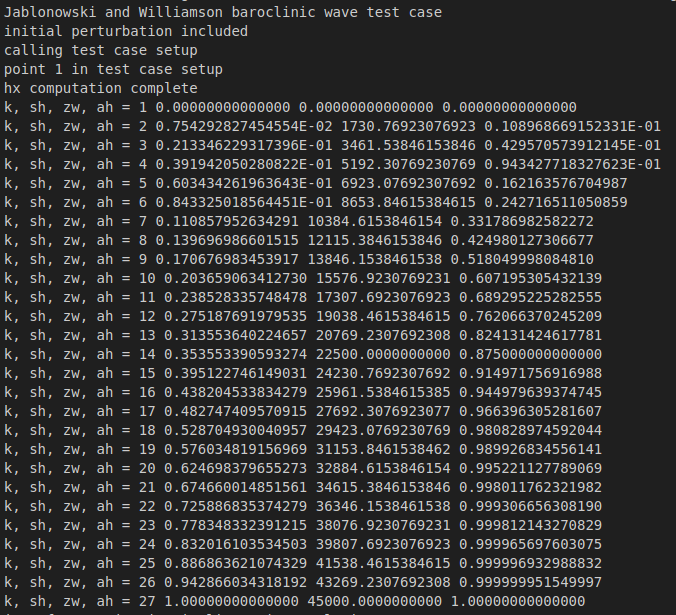 Jablonowski and Williamson baroclinic wave test case
initial perturbation included
calling test case setup
point 1 in test case setup
hx computation complete
k, sh, zw, ah = 1 0.00000000000000 0.00000000000000 0.00000000000000
k, sh, zw, ah = 2 0.754292827454554E-02 1730.76923076923 0.108968669152331E-01
k, sh, zw, ah = 3 0.213346229317396E-01 3461.53846153846 0.429570573912145E-01
k, sh, zw, ah = 4 0.391942050280822E-01 5192.30769230769 0.943427718327623E-01
k, sh, zw, ah = 5 0.603434261963643E-01 6923.07692307692 0.162163576704987
k, sh, zw, ah = 6 0.843325018564451E-01 8653.84615384615 0.242716511050859
k, sh, zw, ah = 7 0.110857952634291 10384.6153846154 0.331786982582272
k, sh, zw, ah = 8 0.139696986601515 12115.3846153846 0.424980127306677
k, sh, zw, ah = 9 0.170676983453917 13846.1538461538 0.518049998084810
k, sh, zw, ah = 10 0.203659063412730 15576.9230769231 0.607195305432139
k, sh, zw, ah = 11 0.238528335748478 17307.6923076923 0.689295225282555
k, sh, zw, ah = 12 0.275187691979535 19038.4615384615 0.762066370245209
k, sh, zw, ah = 13 0.313553640224657 20769.2307692308 0.824131424617781
k, sh, zw, ah = 14 0.353553390593274 22500.0000000000 0.875000000000000
k, sh, zw, ah = 15 0.395122746149031 24230.7692307692 0.914971756916988
k, sh, zw, ah = 16 0.438204533834279 25961.5384615385 0.944979639374745
k, sh, zw, ah = 17 0.482747409570915 27692.3076923077 0.966396305281607
k, sh, zw, ah = 18 0.528704930040957 29423.0769230769 0.980828974592044
k, sh, zw, ah = 19 0.576034819156969 31153.8461538462 0.989926834556141
k, sh, zw, ah = 20 0.624698379655273 32884.6153846154 0.995221127789069
k, sh, zw, ah = 21 0.674660014851561 34615.3846153846 0.998011762321982
k, sh, zw, ah = 22 0.725886835374279 36346.1538461538 0.999306656308190
k, sh, zw, ah = 23 0.778348332391215 38076.9230769231 0.999812143270829
k, sh, zw, ah = 24 0.832016103534503 39807.6923076923 0.999965697603075
k, sh, zw, ah = 25 0.886863621074329 41538.4615384615 0.999996932988832
k, sh, zw, ah = 26 0.942866034318192 43269.2307692308 0.999999951549997
k, sh, zw, ah = 27 1.00000000000000 45000.0000000000 1.00000000000000